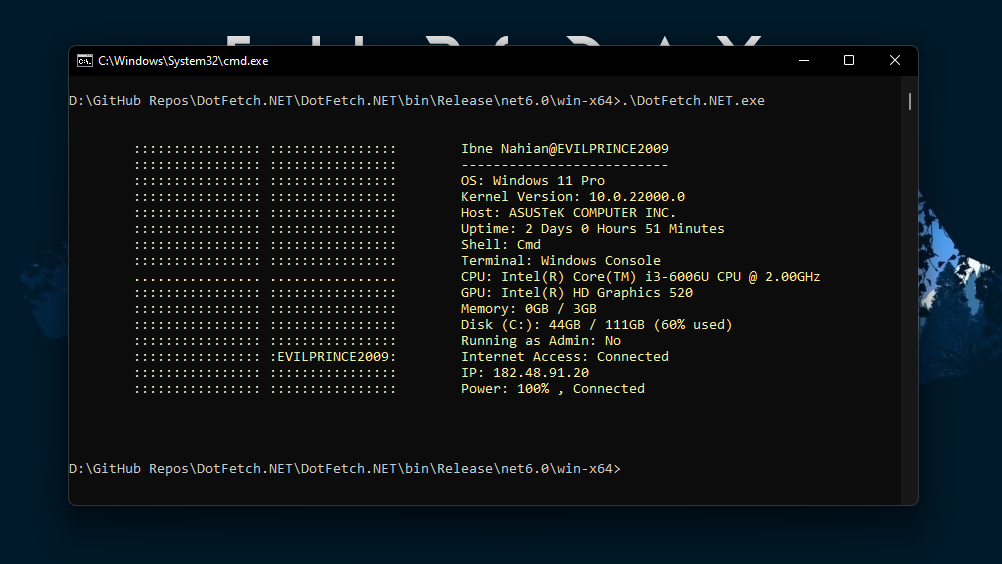 C:\Windows\System32\cmd.exe
D:\GitHub Repos\DotFetch.NET\DotFetch.NET\bin\Release\net6.0\win-x64>.\DotFetch.NET.exe
:::::::::::::::: :::::::::::::::: Ibne Nahian@EVILPRINCE2009
:::::::::::::::: :::::::::::::::: --------------------------
:::::::::::::::: :::::::::::::::: OS: Windows 11 Pro
:::::::::::::::: :::::::::::::::: Kernel Version: 10.0.22000.0
:::::::::::::::: :::::::::::::::: Host: ASUSTeK COMPUTER INC.
:::::::::::::::: :::::::::::::::: Uptime: 2 Days 0 Hours 51 Minutes
:::::::::::::::: :::::::::::::::: Shell: Cmd
:::::::::::::::: :::::::::::::::: Terminal: Windows Console
................ ................ CPU: Intel(R) Core(TM) i3-6006U CPU @ 2.00GHz
:::::::::::::::: :::::::::::::::: GPU: Intel(R) HD Graphics 520
:::::::::::::::: :::::::::::::::: Memory: 0GB / 3GB
:::::::::::::::: :::::::::::::::: Disk (C:): 44GB / 111GB (60% used)
:::::::::::::::: :::::::::::::::: Running as Admin: No
:::::::::::::::: :EVILPRINCE2009: Internet Access: Connected
:::::::::::::::: :::::::::::::::: IP: 182.48.91.20
:::::::::::::::: :::::::::::::::: Power: 100% , Connected
D:\GitHub Repos\DotFetch.NET\DotFetch.NET\bin\Release\net6.0\win-x64>